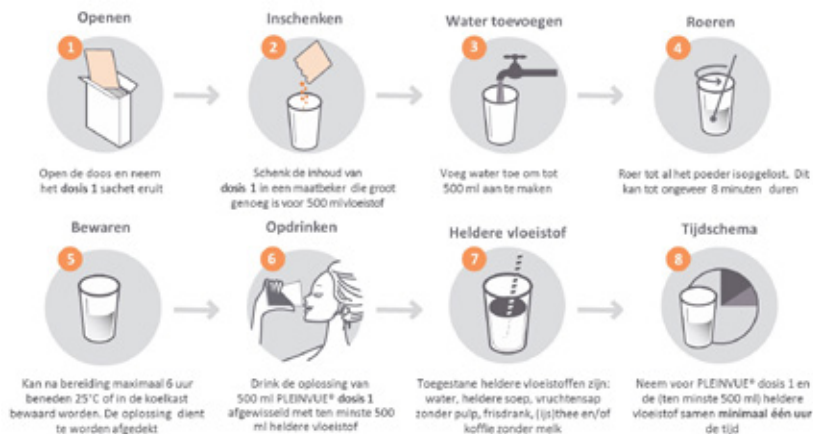 Openen
1
Open de doos en neem
het dosis 1 sachet eruit
Inschenken
2
Schenk de inhoud van
dosis 1 in een maatbeker die groot
genoeg is voor 500 mlvloeistof
Water toevoegen
3
Voeg water toe om tot
500 ml aan te maken
Roeren
4
Roer tot al het poeder isopgelost. Dit
kan tot ongeveer 8 minuten duren
Bewaren
5
Kan na bereiding maximaal 6 uur
beneden 25°C of in de koelkast
bewaard worden. De oplossing dient
te worden afgedekt
Opdrinken
6
Drink de oplossing van
500 ml PLEINVUE® dosis 1
afgewisseld met ten minste 500
ml heldere vloeistof
Heldere vloeistof
7
Toegestane heldere vloeistoffen zijn:
water, heldere soep, vruchtensap
zonder pulp, frisdrank, (ijs)thee en/of
koffie zonder melk
Tijdschema
8
Neem voor PLEINVUE® dosis 1 en
de (ten minste 500 ml) heldere
vloeistof samen minimaal één uur
de tijd